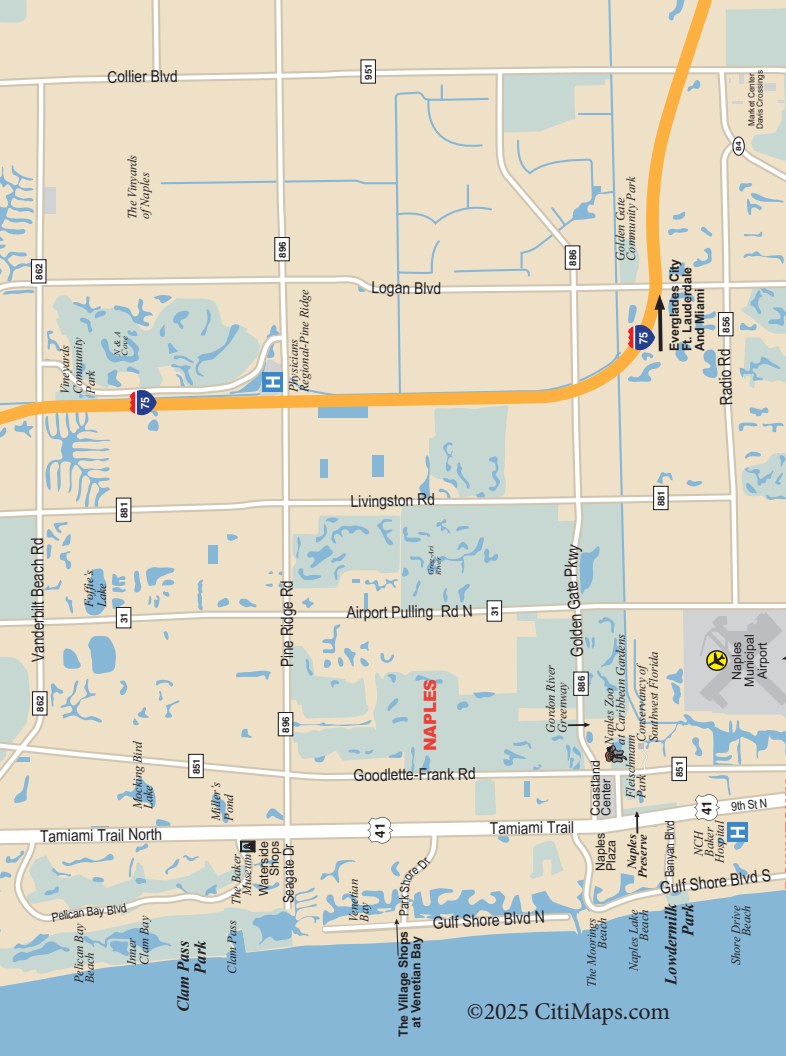 Collier Blvd
951
Market Center
Davis Crossings
84
The Vinyards
of Naples
Golden Gate
Community Park
862
896
886
Logan Blvd
Everglades City
Ft. Lauderdale
And Miami
75
856
Radio Rd
Vineyards
Community
Park
N. & A
Cove
Physicians
Regional-Pine Ridge
H
75
881
Livingston Rd
881
Vanderbilt Beach Rd
Foffie's
Lake
Pine Ridge Rd
Golden Gate Pkwy
31
Airport Pulling Rd N
31
Naples
Municipal
Airport
862
896
NAPLES
886
Gordon River
Greenway
Naples Zoo
at Caribbean Gardens
Conservancy of
Southwest Florida
Fleischmann
Park
851
Goodlette-Frank Rd
851
Mocking Bird
Lake
Miller's
Pond
Coastland
Center
Tamiami Trail North
41
Tamiami Trail
41
9th St N
The Baker
Museum
Waterside
Shops
Seagate Dr
Naples
Plaza
Naples
Preserve
Banyan Blvd
NCH
Baker
Hospital
H
Pelican Bay Blvd
Venetian
Bay
Park Shore Dr
Gulf Shore Blvd N
Gulf Shore Blvd S
Pelican Bay
Beach
Inner
Clam Bay
Clam Pass
Park
Clam Pass
The Village Shops
at Venetian Bay
The Moorings
Beach
Naples Lake
Beach
Lowdermilk
Park
Shore Drive
Beach
©2025 CitiMaps.com